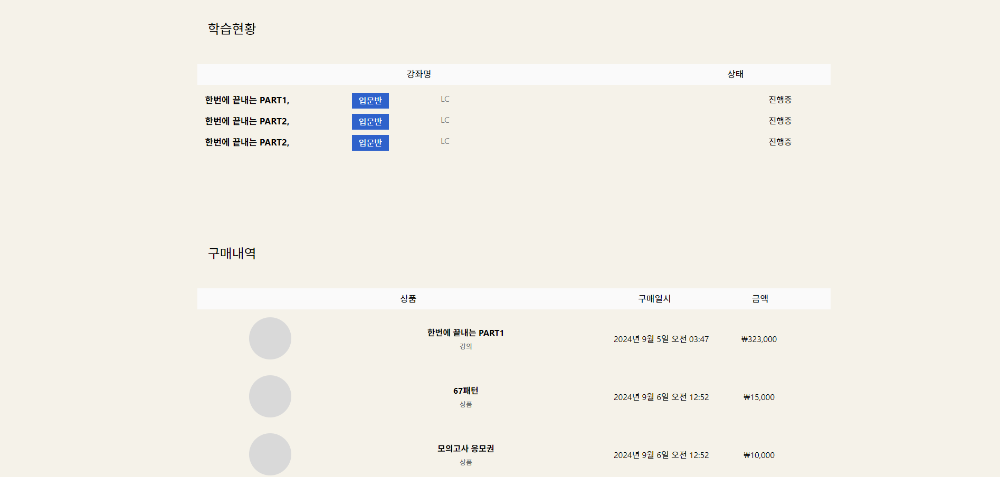 학습현황
강좌명 상태
한번에 끝내는 PART1, 입문반 LC 진행중
한번에 끝내는 PART2, 입문반 LC 진행중
한번에 끝내는 PART2, 입문반 LC 진행중
구매내역
상품 구매일시 금액
한번에 끝내는 PART1
강의
2024년 9월 5일 오전 03:47 ₩323,000
67패턴
상품
2024년 9월 6일 오전 12:52 ₩15,000
모의고사 응모권
상품
2024년 9월 6일 오전 12:52 ₩10,000